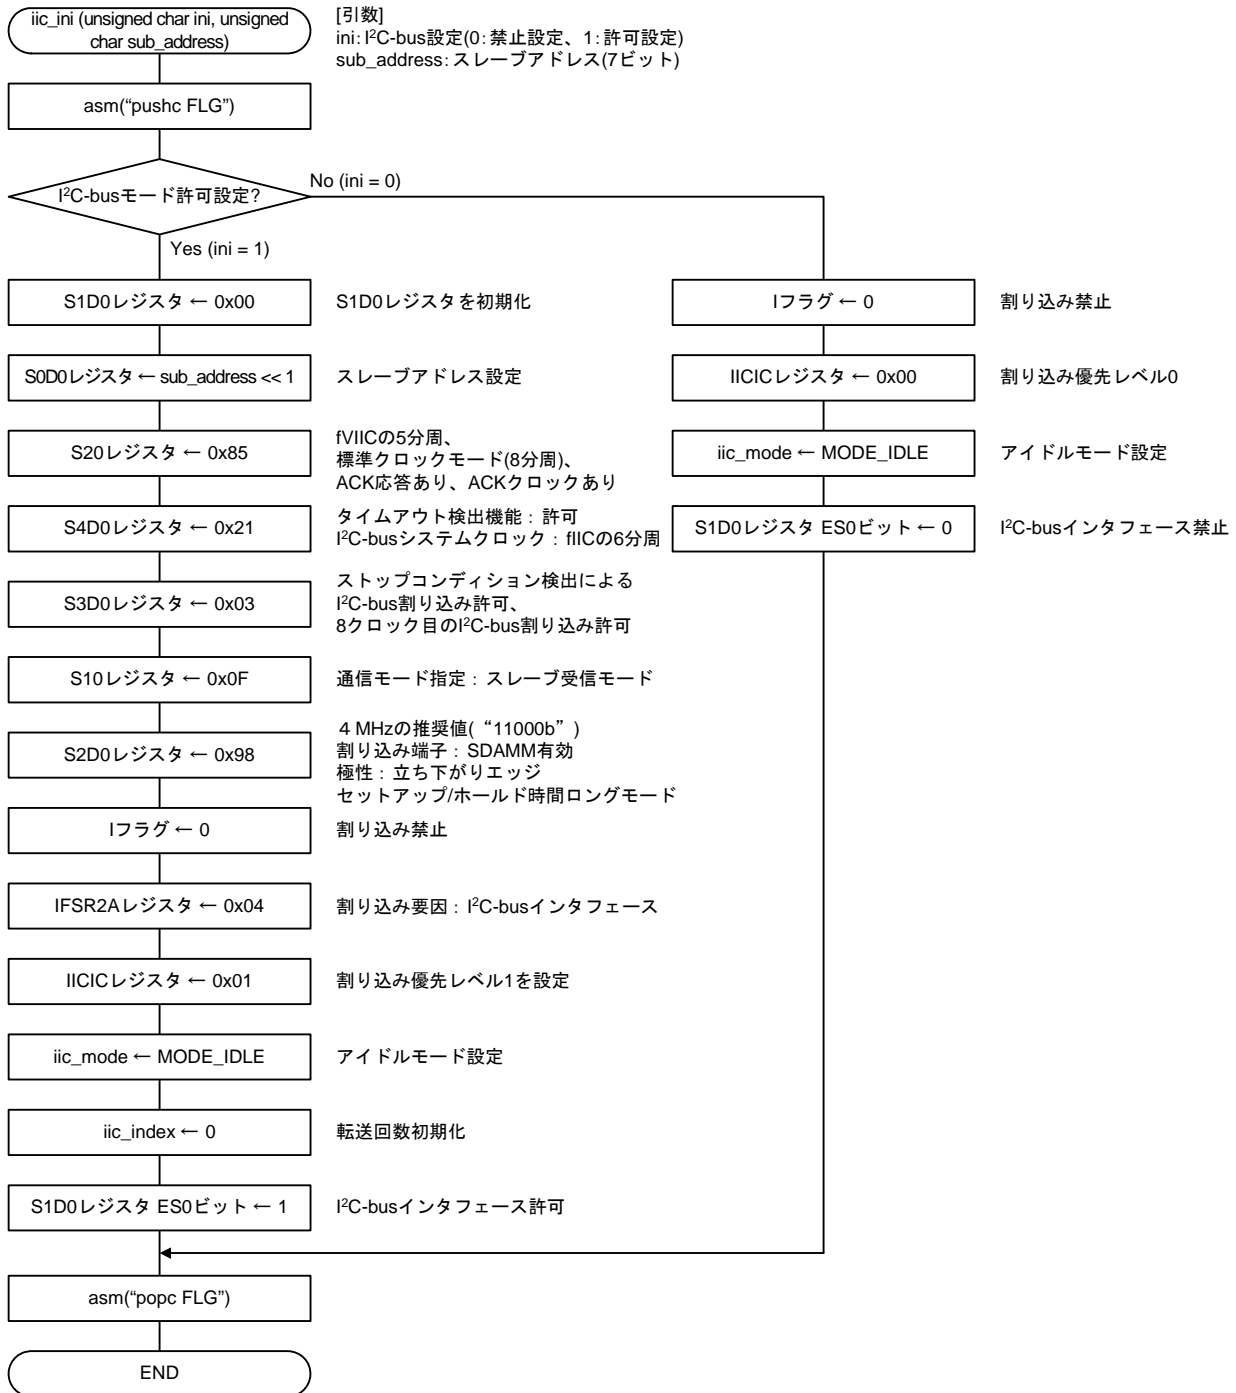 iic_ini (unsigned char ini, unsigned
char sub_address)
[引数]
ini: I²C-bus設定(0: 禁止設定、1: 許可設定)
sub_address: スレーブアドレス(7ビット)
asm(“pushc FLG”)
I²C-busモード許可設定?
No (ini = 0)
Yes (ini = 1)
S1D0レジスタ ← 0x00
S1D0レジスタを初期化
Iフラグ ← 0
割り込み禁止
S0D0レジスタ ← sub_address << 1
スレーブアドレス設定
IICICレジスタ ← 0x00
割り込み優先レベル0
S20レジスタ ← 0x85
fVIICの5分周、
標準クロックモード(8分周)、
ACK応答あり、ACKクロックあり
iic_mode ← MODE_IDLE
アイドルモード設定
S4D0レジスタ ← 0x21
タイムアウト検出機能：許可
I²C-busシステムクロック：fIICの6分周
S1D0レジスタ ES0ビット ← 0
I²C-busインタフェース禁止
S3D0レジスタ ← 0x03
ストップコンディション検出による
I²C-bus割り込み許可、
8クロック目のI²C-bus割り込み許可
S10レジスタ ← 0x0F
通信モード指定：スレーブ受信モード
S2D0レジスタ ← 0x98
4 MHzの推奨値(“11000b”)
割り込み端子：SDAMM有効
極性：立ち下がりエッジ
セットアップ/ホールド時間ロングモード
Iフラグ ← 0
割り込み禁止
IFSR2Aレジスタ ← 0x04
割り込み要因：I²C-busインタフェース
IICICレジスタ ← 0x01
割り込み優先レベル1を設定
iic_mode ← MODE_IDLE
アイドルモード設定
iic_index ← 0
転送回数初期化
S1D0レジスタ ES0ビット ← 1
I²C-busインタフェース許可
asm(“popc FLG”)
END